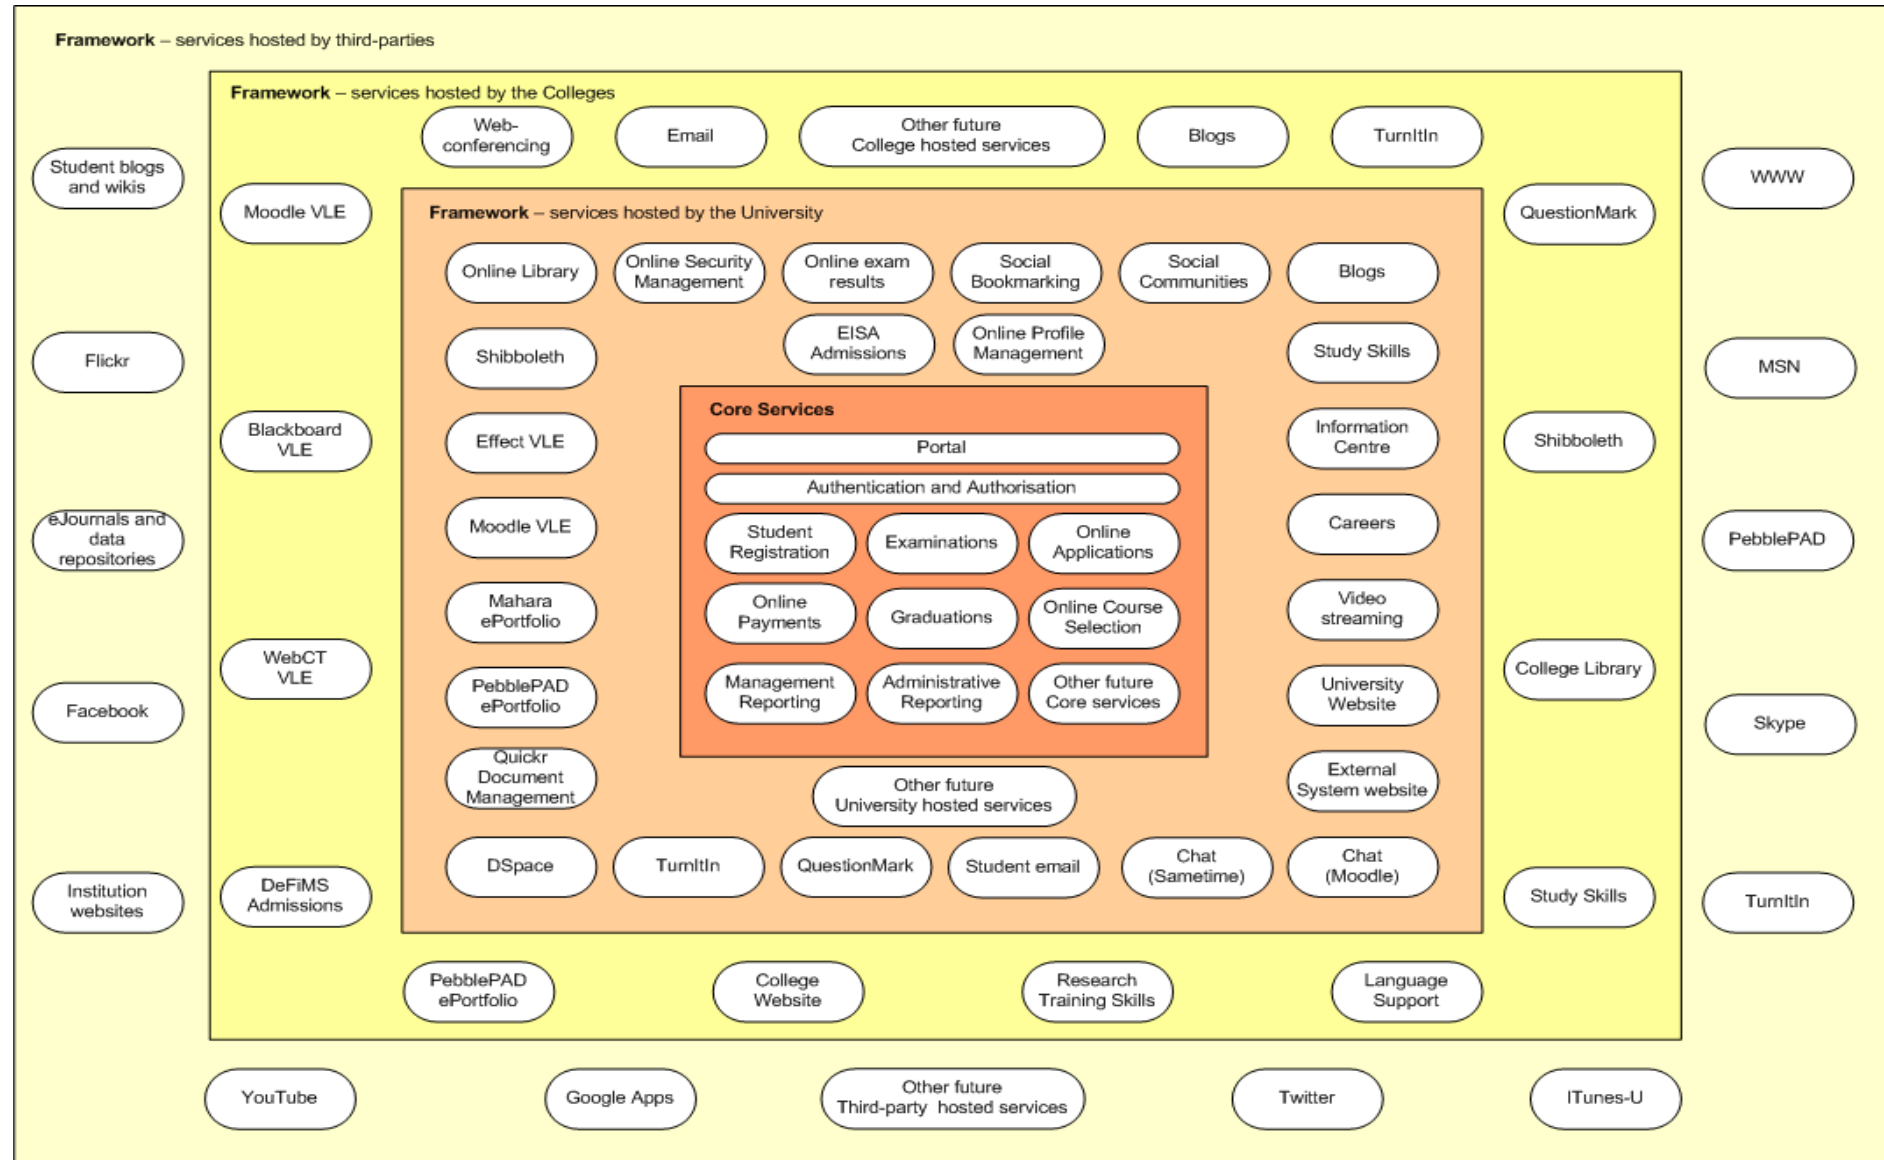 Framework – services hosted by third-parties
Framework – services hosted by the Colleges
Web-
conferencing
Email
Other future
College hosted services
Blogs
TurnItIn
Student blogs
and wikis
WWW
Moodle VLE
QuestionMark
Framework – services hosted by the University
Online Library
Online Security
Management
Online exam
results
Social
Bookmarking
Social
Communities
Blogs
EISA
Admissions
Online Profile
Management
Shibboleth
Study Skills
Flickr
MSN
Core Services
Portal
Authentication and Authorisation
Student
Registration
Examinations
Online
Applications
Online
Payments
Graduations
Online Course
Selection
Management
Reporting
Administrative
Reporting
Other future
Core services
Blackboard
VLE
Effect VLE
Information
Centre
Shibboleth
eJournals and
data
repositories
Moodle VLE
Careers
PebblePAD
Mahara
ePortfolio
Video
streaming
WebCT
VLE
College Library
Facebook
PebblePAD
ePortfolio
University
Website
Skype
Quickr
Document
Management
Other future
University hosted services
External
System website
DSpace
TurnItIn
QuestionMark
Student email
Chat
(Sametime)
Chat
(Moodle)
Institution
websites
DeFiMS
Admissions
Study Skills
TurnItIn
PebblePAD
ePortfolio
College
Website
Research
Training Skills
Language
Support
YouTube
Google Apps
Other future
Third-party hosted services
Twitter
ITunes-U